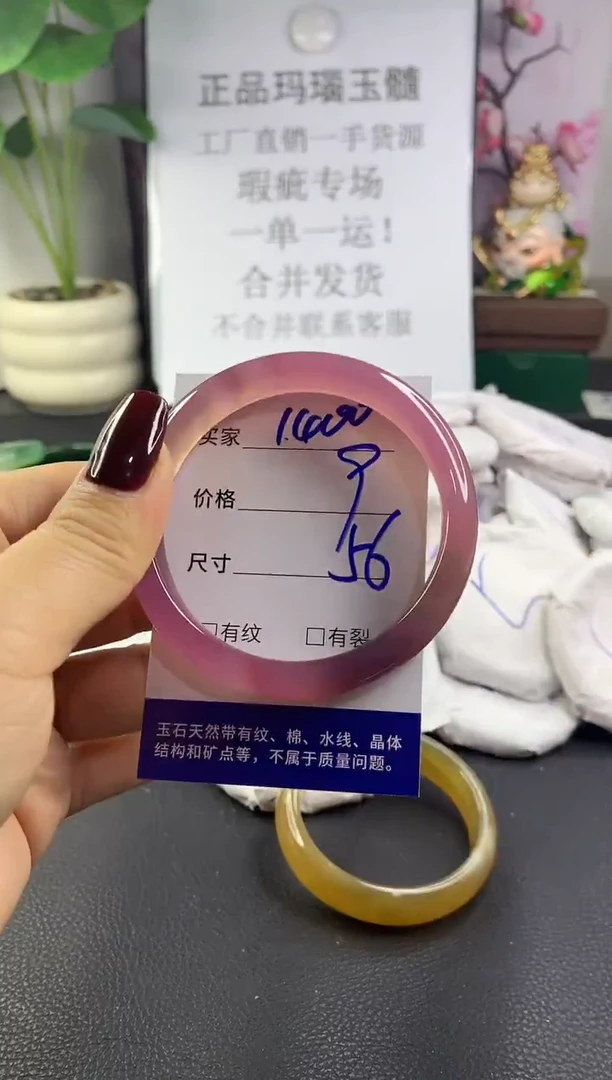 正品玛瑙玉髓
工厂直销一手货源
瑕疵专场
一单一运！
合并发货
不合并联系客服
买家
价格
尺寸 56
□有纹 □有裂
玉石天然带有纹、棉、水线、晶体
结构和矿点等，不属于质量问题。